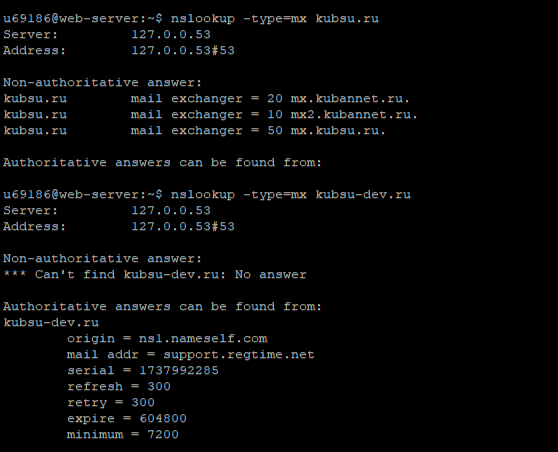 u69186@web-server:~$ nslookup -type=mx kubsu.ru
Server:         127.0.0.53
Address:        127.0.0.53#53

Non-authoritative answer:
kubsu.ru        mail exchanger = 20 mx.kubannet.ru.
kubsu.ru        mail exchanger = 10 mx2.kubannet.ru.
kubsu.ru        mail exchanger = 50 mx.kubsu.ru.

Authoritative answers can be found from:

u69186@web-server:~$ nslookup -type=mx kubsu-dev.ru
Server:         127.0.0.53
Address:        127.0.0.53#53

Non-authoritative answer:
*** Can't find kubsu-dev.ru: No answer

Authoritative answers can be found from:
kubsu-dev.ru
        origin = ns1.nameself.com
        mail addr = support.regtime.net
        serial = 1737992285
        refresh = 300
        retry = 300
        expire = 604800
        minimum = 7200